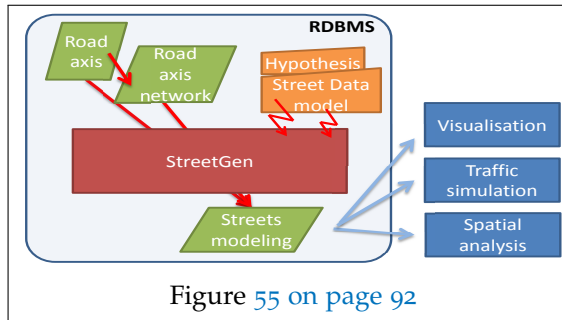 RDBMS
Road
axis
Road
axis
network
Hypothesis
Street Data
model
StreetGen
Streets
modeling
Visualisation
Traffic
simulation
Spatial
analysis
Figure 55 on page 92